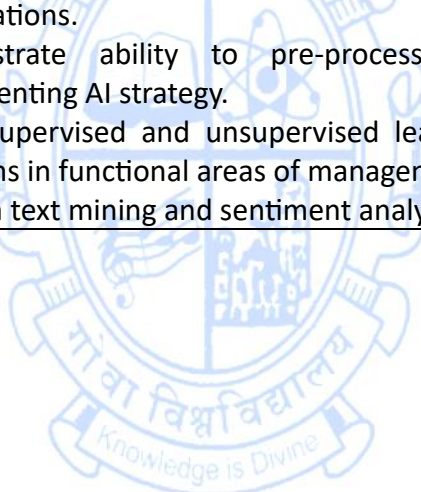 ations.
strate ability to pre-process
enting AI strategy.
upervised and unsupervised lea
ns in functional areas of manager
n text mining and sentiment analy
गोंवा विश्वविद्यालय
Knowledge is Divine